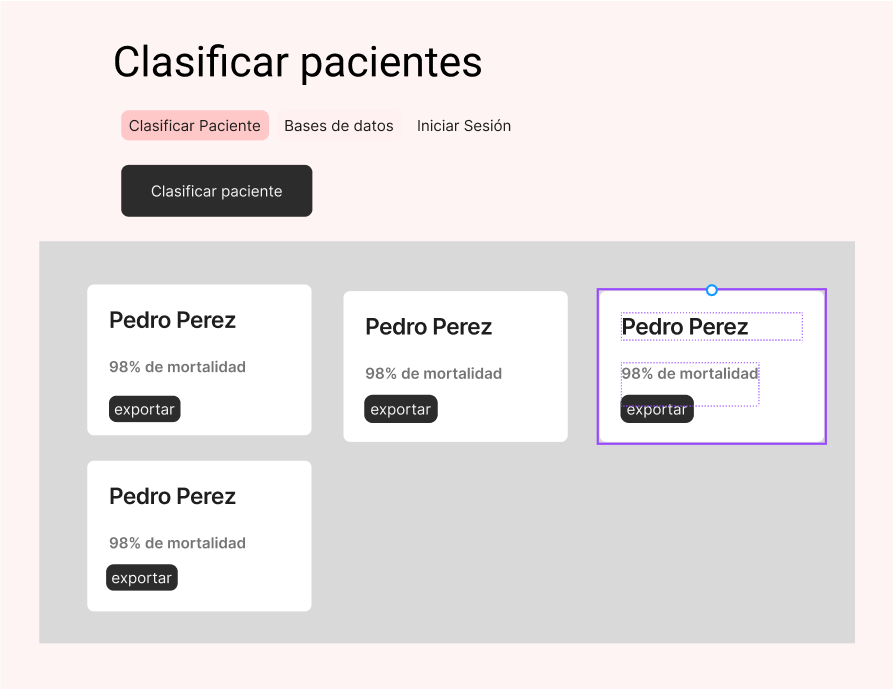 Clasificar pacientes
Clasificar Paciente
Bases de datos
Iniciar Sesión
Clasificar paciente
Pedro Perez
98% de mortalidad
exportar
Pedro Perez
98% de mortalidad
exportar
Pedro Perez
98% de mortalidad
exportar
Pedro Perez
98% de mortalidad
exportar